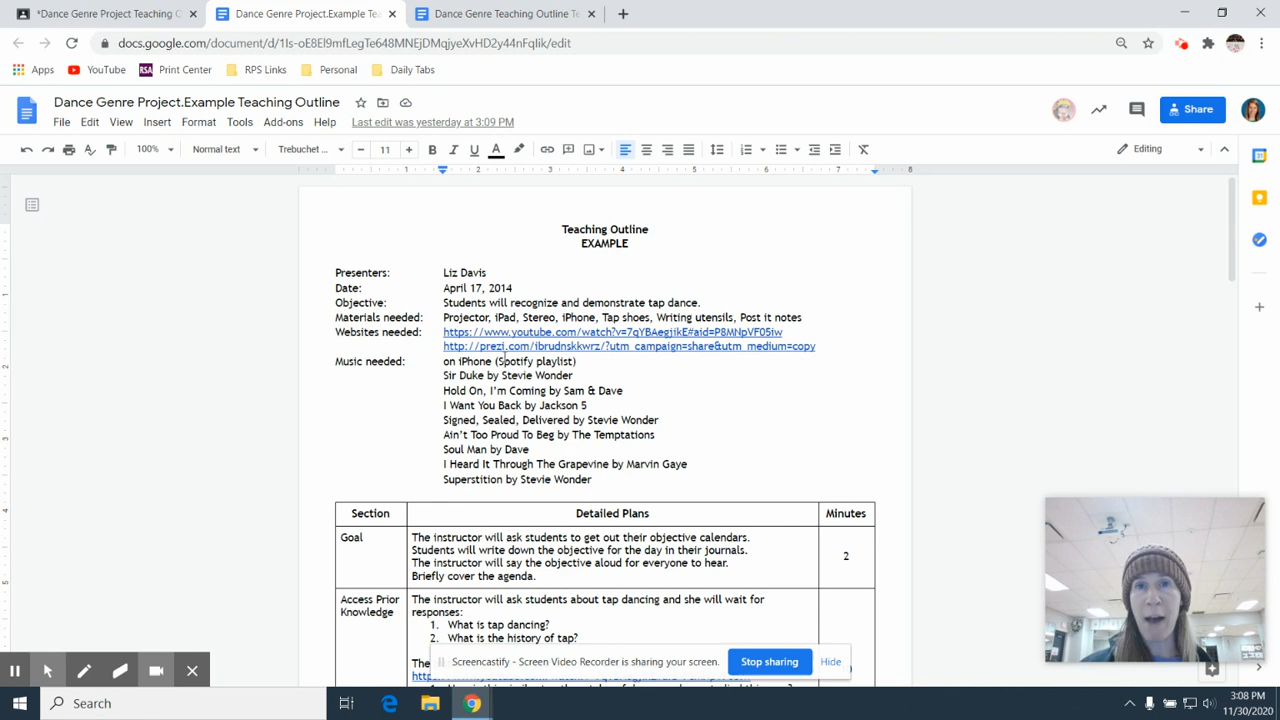 *Dance Genre Project Teaching C
Dance Genre Project.Example Tea
Dance Genre Teaching Outline Te
docs.google.com/document/d/1Is-oE8El9mfLegTe648MNEjDMqjyeXvHD2y44nFqlik/edit
Apps YouTube RSA Print Center RPS Links Personal Daily Tabs
Dance Genre Project.Example Teaching Outline
File Edit View Insert Format Tools Add-ons Help Last edit was yesterday at 3:09 PM
Share
100% Normal text Trebuchet ... 11 B I U A Editing
1 1 2 3 4 5 6 7 8
Teaching Outline
EXAMPLE
Presenters: Liz Davis
Date: April 17, 2014
Objective: Students will recognize and demonstrate tap dance.
Materials needed: Projector, iPad, Stereo, iPhone, Tap shoes, Writing utensils, Post it notes
Websites needed: https://www.youtube.com/watch?v=7qYBAegjikE#aid=P8MNpVF05iw
http://prezi.com/ibrudnskkwrz/?utm_campaign=share&utm_medium=copy
Music needed: on iPhone (Spotify playlist)
Sir Duke by Stevie Wonder
Hold On, I'm Coming by Sam & Dave
I Want You Back by Jackson 5
Signed, Sealed, Delivered by Stevie Wonder
Ain't Too Proud To Beg by The Temptations
Soul Man by Dave
I Heard It Through The Grapevine by Marvin Gaye
Superstition by Stevie Wonder
Section Detailed Plans Minutes
Goal The instructor will ask students to get out their objective calendars.
Students will write down the objective for the day in their journals.
The instructor will say the objective aloud for everyone to hear.
Briefly cover the agenda.
2
Access Prior Knowledge
The instructor will ask students about tap dancing and she will wait for
responses:
1. What is tap dancing?
2. What is the history of tap?
Screencastify - Screen Video Recorder is sharing your screen. Stop sharing Hide
Search
3:08 PM
11/30/2020